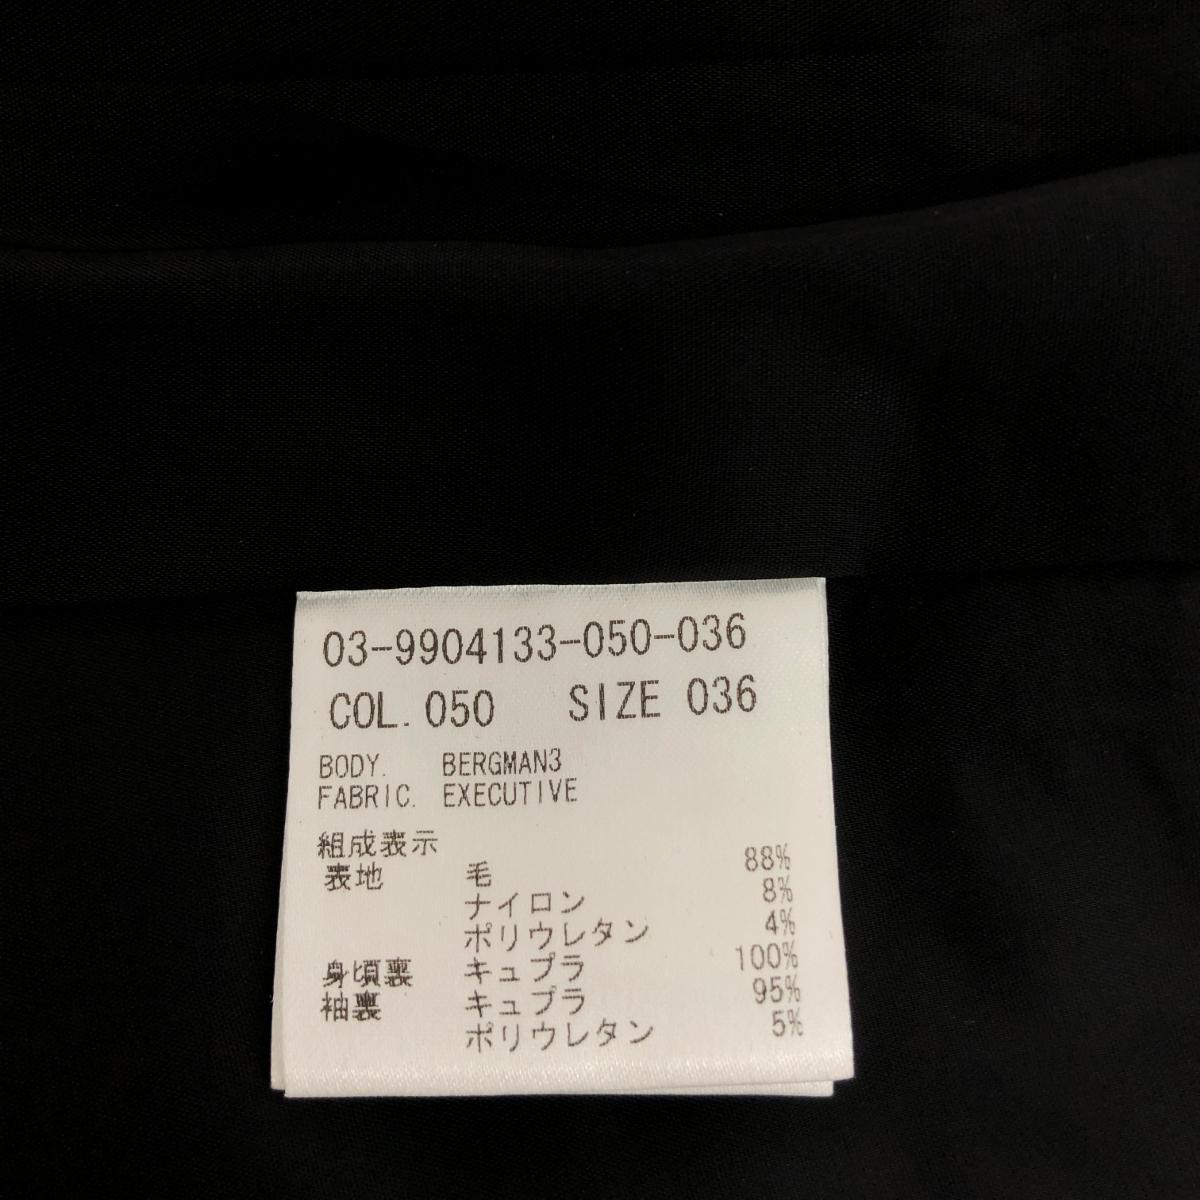 03-9904133-050-036
COL. 050 SIZE 036
BODY. BERGMAN3
FABRIC. EXECUTIVE
組成表示
表地 毛 88%
ナイロン 8%
ポリウレタン 4%
身頃裏 キュプラ 100%
袖裏 キュプラ 95%
ポリウレタン 5%